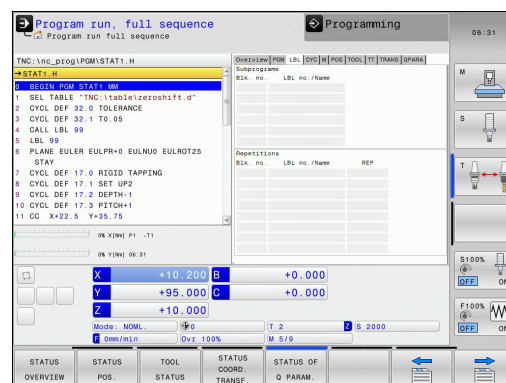 Program run, full sequence
Program run full sequence
Programming
06:31
TNC:\nc_prog\PGM\STAT1.H
→STAT1.H
0 BEGIN PGM STAT1 MM
1 SEL TABLE "TNC:\table\zeroshift.d"
2 CYCL DEF 32.0 TOLERANCE
3 CYCL DEF 32.1 T0.05
4 CALL LBL 99
5 LBL 99
6 PLANE EULER EULPR+0 EULNU0 EULROT25
STAY
7 CYCL DEF 17.0 RIGID TAPPING
8 CYCL DEF 17.1 SET UP2
9 CYCL DEF 17.2 DEPTH-1
10 CYCL DEF 17.3 PITCH+1
11 CC X+22.5 Y+35.75
Overview PGM LBL CYC M POS TOOL TT TRANS QPARA
Subprograms
Blk. no. LBL no./Name
Repetitions
Blk. no. LBL no./Name REP
0% X[Nm] P1 -T1
0% Y[Nm] 06:31
X +10.200 B +0.000
Y +95.000 C +0.000
Z +10.000
Mode: NOML. 0 T 2 Z S 2000
F 0mm/min Ovr 100% M 5/9
M
S
T
S100%
OFF ON
F100%
OFF ON
STATUS OVERVIEW
STATUS POS.
TOOL STATUS
STATUS COORD. TRANSF.
STATUS OF Q PARAM.